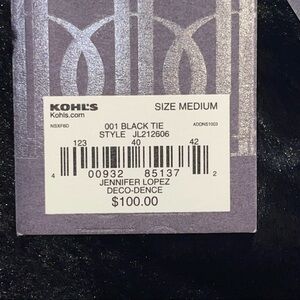 KOHL'S SIZE MEDIUM
Kohls.com
NSXF8D 001 BLACK TIE ADDN51003
STYLE JL212606
123 40 42
4 00932 85137 2
JENNIFER LOPEZ
DECO-DENCE
$100.00